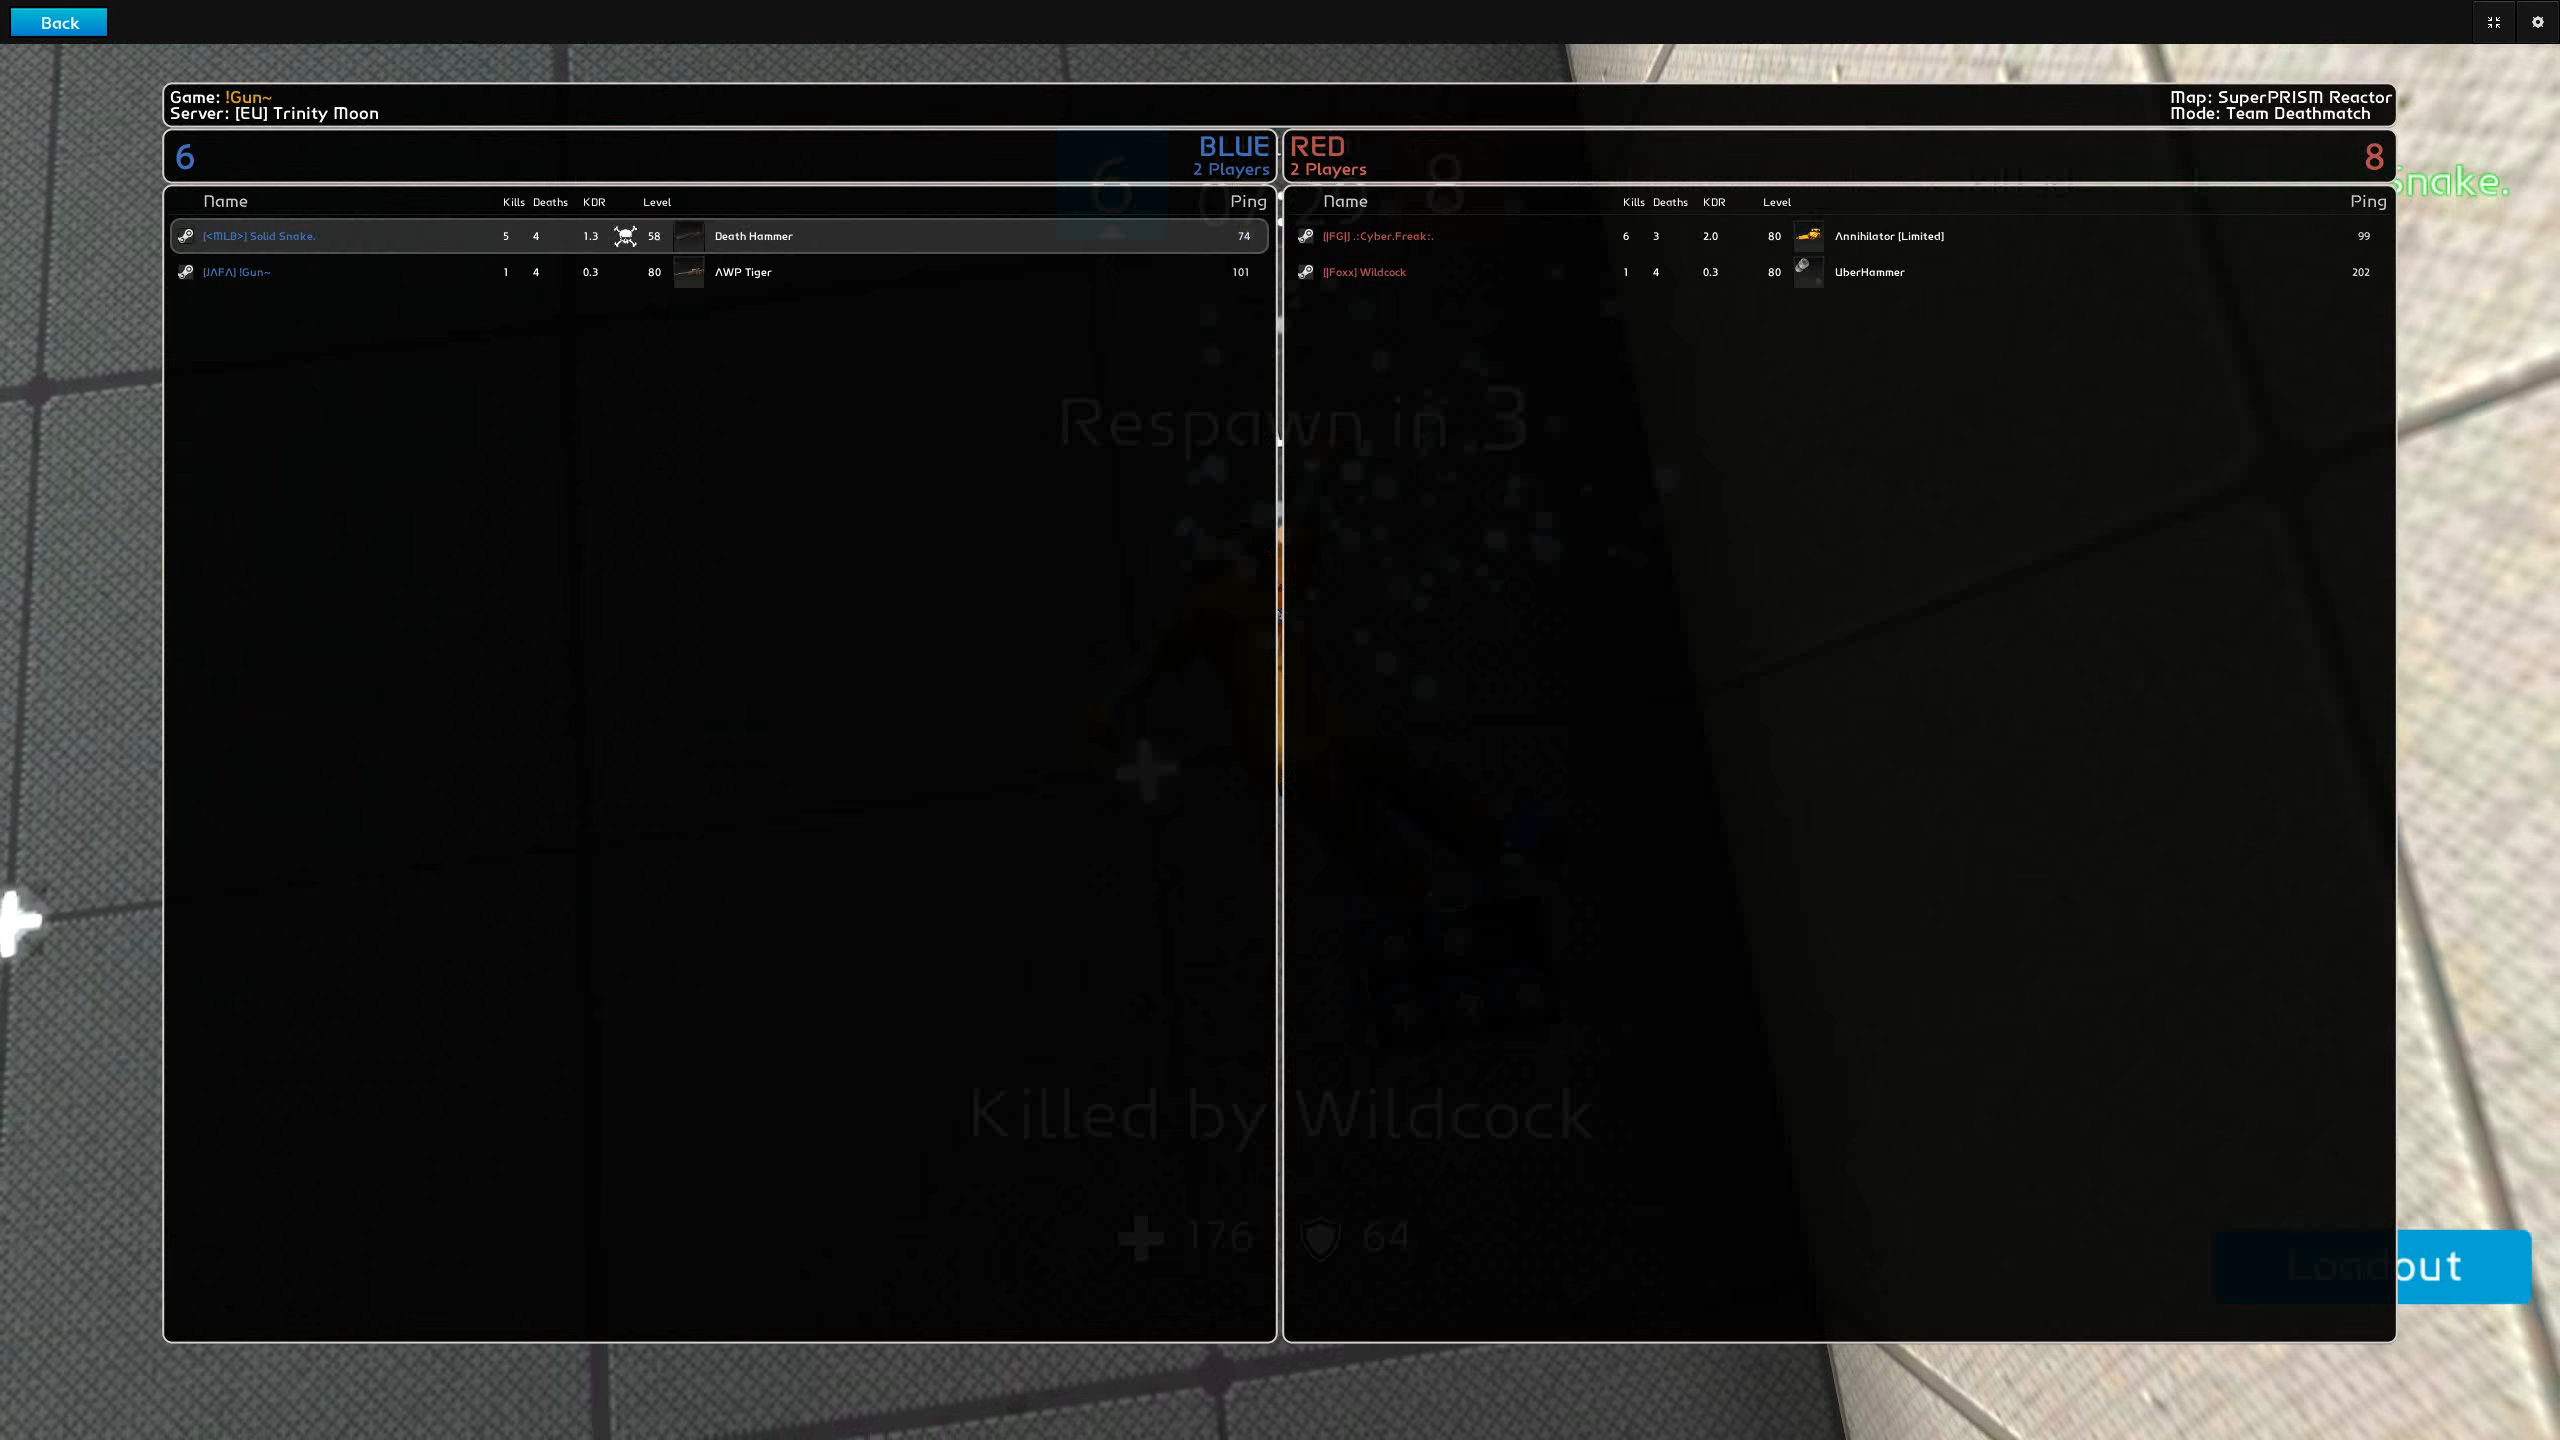 Back
Game: !Gun~
Server: [EU] Trinity Moon
Map: SuperPRISM Reactor
Mode: Team Deathmatch
6
BLUE
2 Players
RED
2 Players
8
Snake.
6
8
Name Kills Deaths KDR Level Ping
[<MLB>] Solid Snake. 5 4 1.3 58 Death Hammer 74
[JAFA] !Gun~ 1 4 0.3 80 AWP Tiger 101
Name Kills Deaths KDR Level Ping
[|FG|] .:Cyber.Freak:. 6 3 2.0 80 Annihilator [Limited] 99
[|Foxx] Wildcock 1 4 0.3 80 UberHammer 202
Respawn in 3
Killed by Wildcock
176 64
Loadout